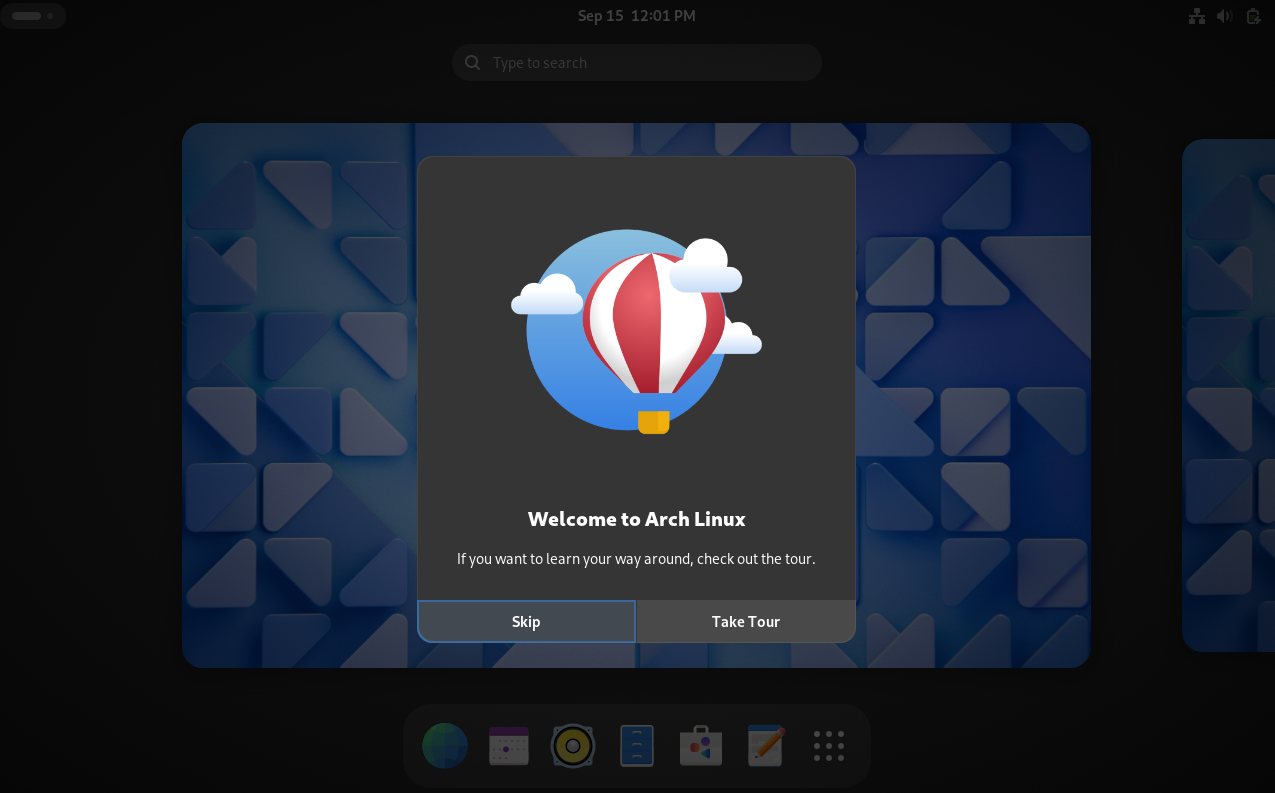 Sep 15 12:01 PM
Type to search
Welcome to Arch Linux
If you want to learn your way around, check out the tour.
Skip
Take Tour